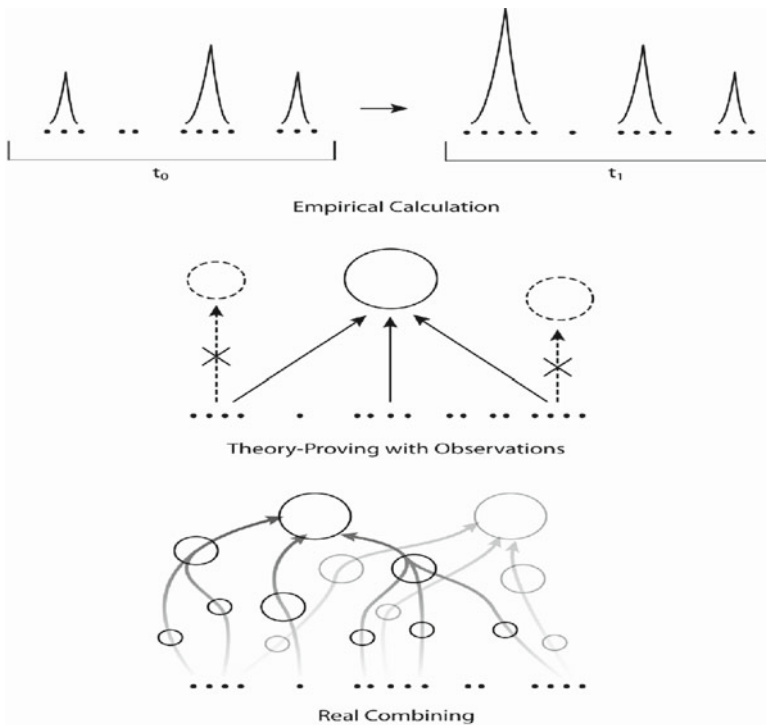 t₀ t₁
Empirical Calculation
Theory-Proving with Observations
Real Combining